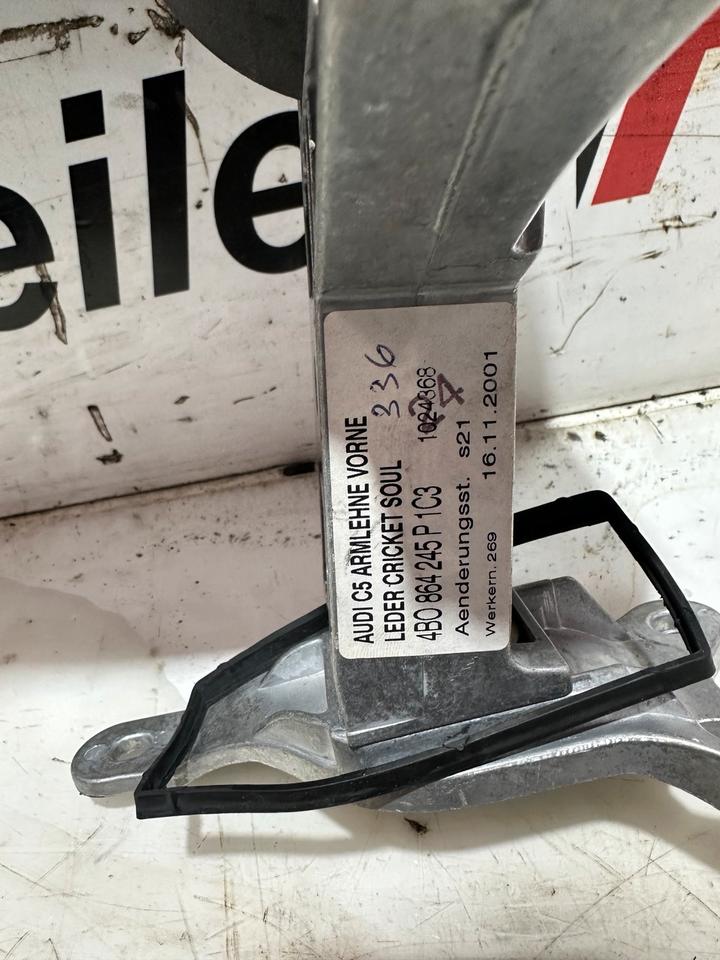 eile
AUDI C5 ARMLEHNE VORNE
LEDER CRICKET SOUL 336
4B0 864 245 P 1C3 1024368
Aenderungsst. s21
Werkern. 269 16.11.2001